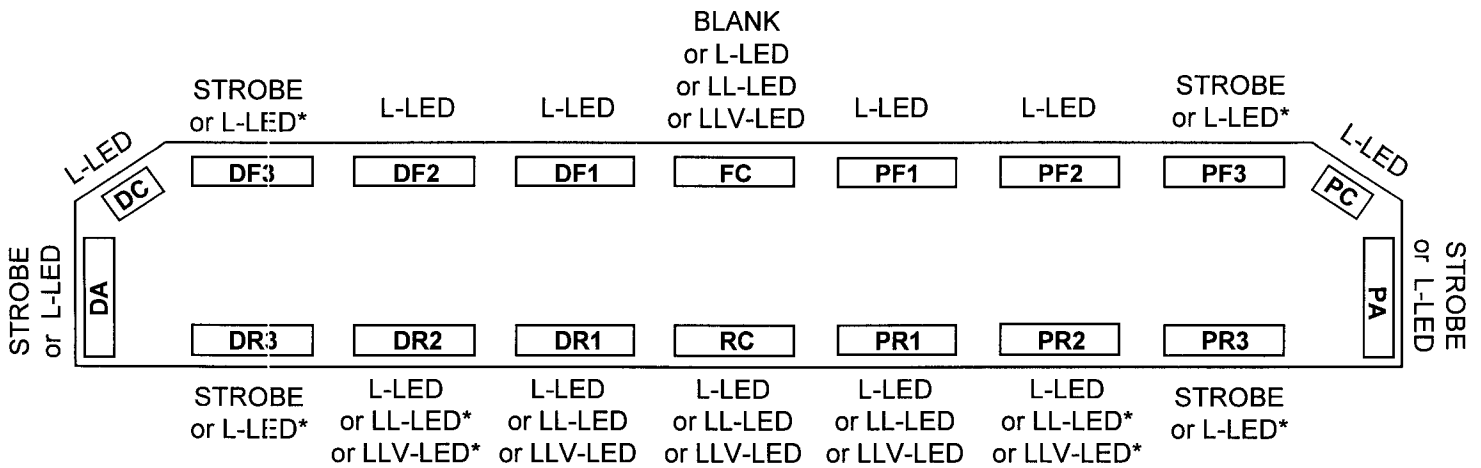 BLANK
or L-LED
or LL-LED
or LLV-LED
STROBE
or L-LED*
L-LED
L-LED
L-LED
L-LED
STROBE
or L-LED*
L-LED
L-LED
DC
DF3
DF2
DF1
FC
PF1
PF2
PF3
PC
STROBE
or L-LED
DA
PA
STROBE
or L-LED
DR3
DR2
DR1
RC
PR1
PR2
PR3
STROBE
or L-LED*
L-LED
or LL-LED*
or LLV-LED*
L-LED
or LL-LED
or LLV-LED
L-LED
or LL-LED
or LLV-LED
L-LED
or LL-LED
or LLV-LED
L-LED
or LL-LED*
or LLV-LED*
STROBE
or L-LED*